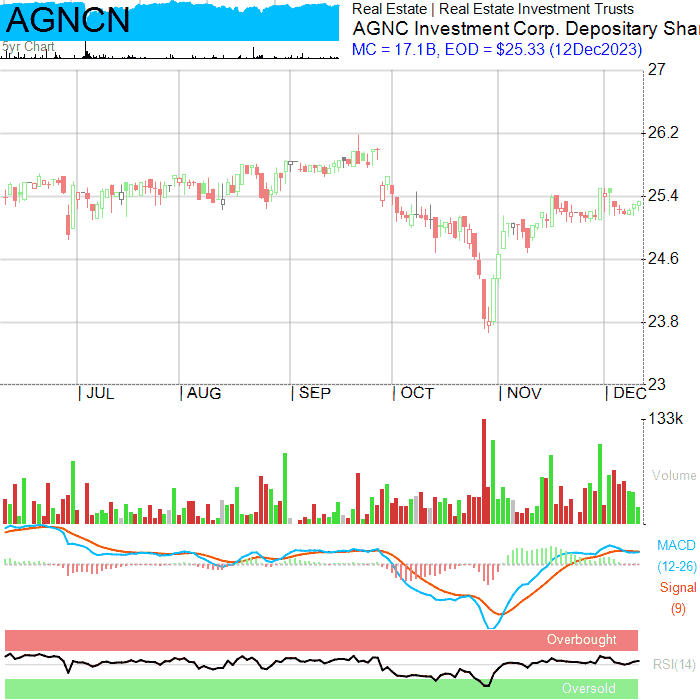 AGNCN
5yr Chart
Real Estate | Real Estate Investment Trusts
AGNC Investment Corp. Depositary Shar
MC = 17.1B, EOD = $25.33 (12Dec2023)
27
26.2
25.4
24.6
23.8
23
| JUL | AUG | SEP | OCT | NOV | DEC
133k
Volume
MACD
(12-26)
Signal
(9)
Overbought
RSI(14)
Oversold